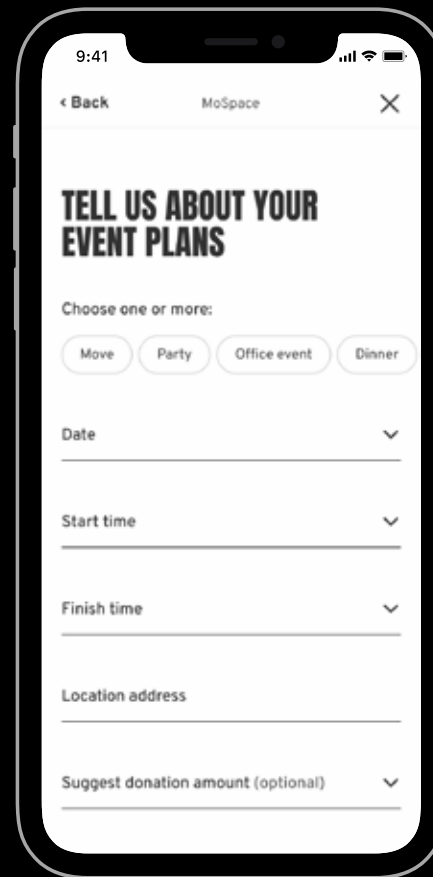 9:41
< Back
MoSpace
TELL US ABOUT YOUR
EVENT PLANS
Choose one or more:
Move Party Office event Dinner
Date
Start time
Finish time
Location address
Suggest donation amount (optional)